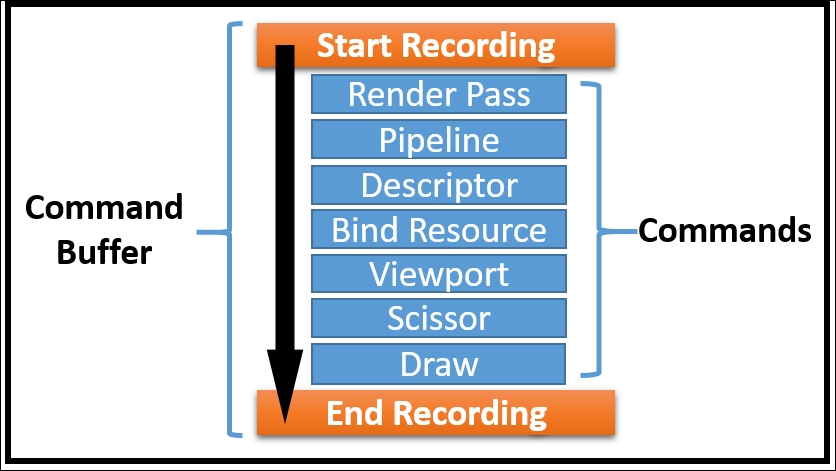 Start Recording
Render Pass
Pipeline
Descriptor
Bind Resource
Viewport
Scissor
Draw
End Recording
Command
Buffer
Commands